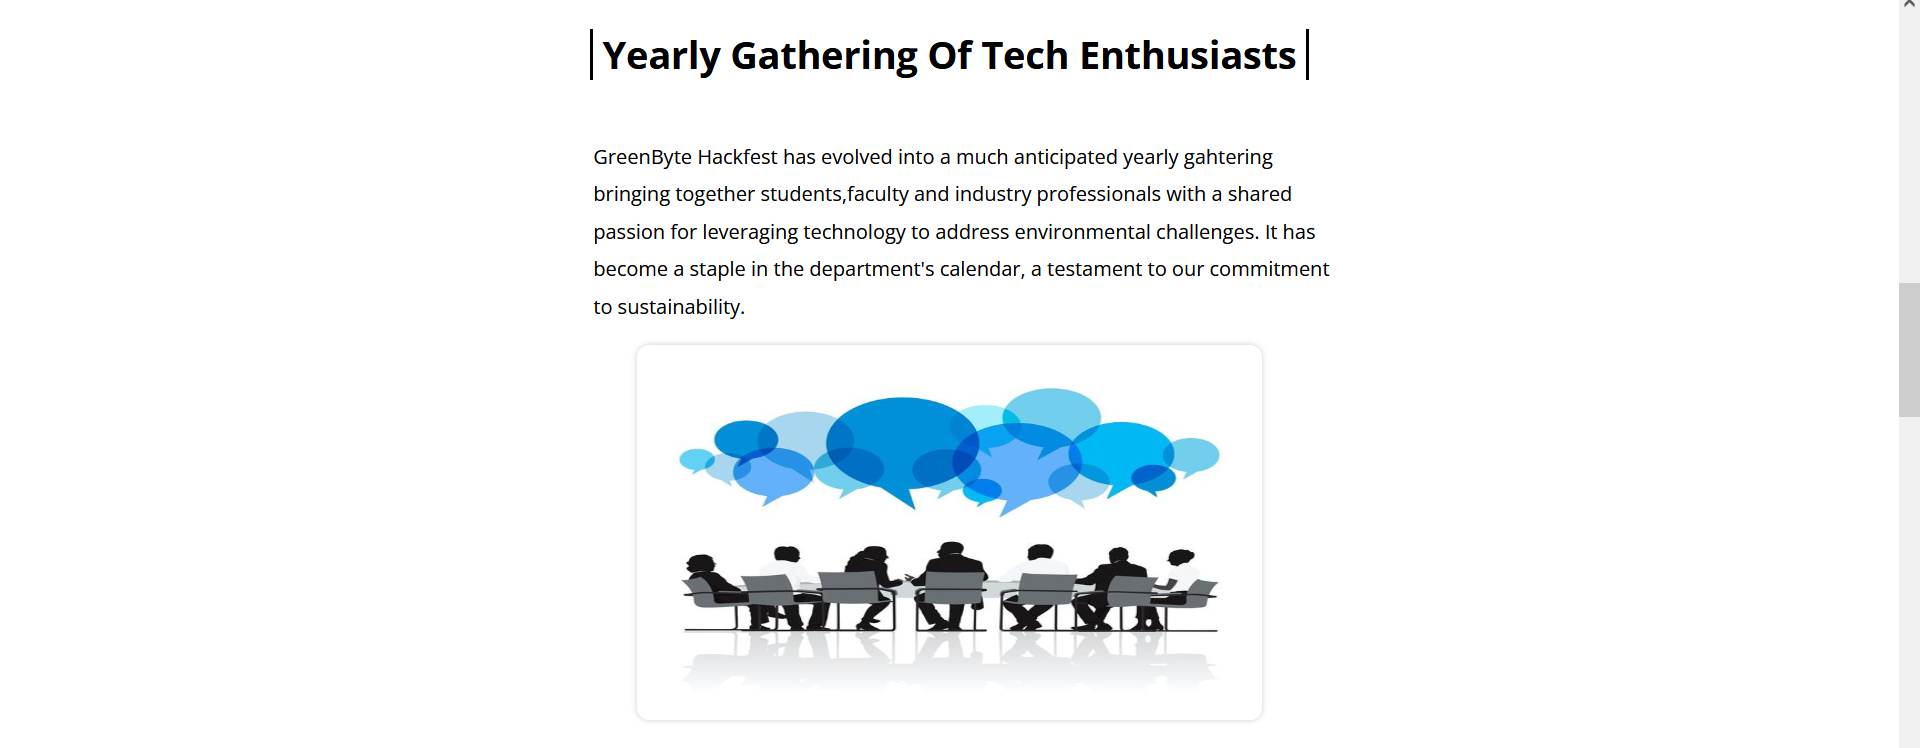 Yearly Gathering Of Tech Enthusiasts
GreenByte Hackfest has evolved into a much anticipated yearly gahtering
bringing together students,faculty and industry professionals with a shared
passion for leveraging technology to address environmental challenges. It has
become a staple in the department's calendar, a testament to our commitment
to sustainability.